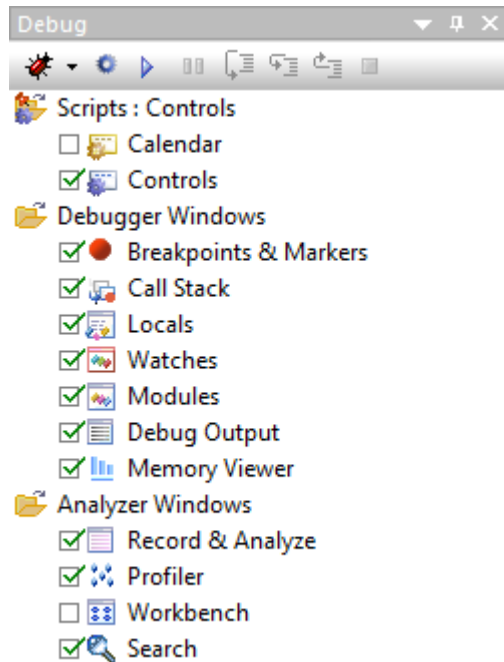 Debug
Scripts : Controls
Calendar
Controls
Debugger Windows
Breakpoints & Markers
Call Stack
Locals
Watches
Modules
Debug Output
Memory Viewer
Analyzer Windows
Record & Analyze
Profiler
Workbench
Search